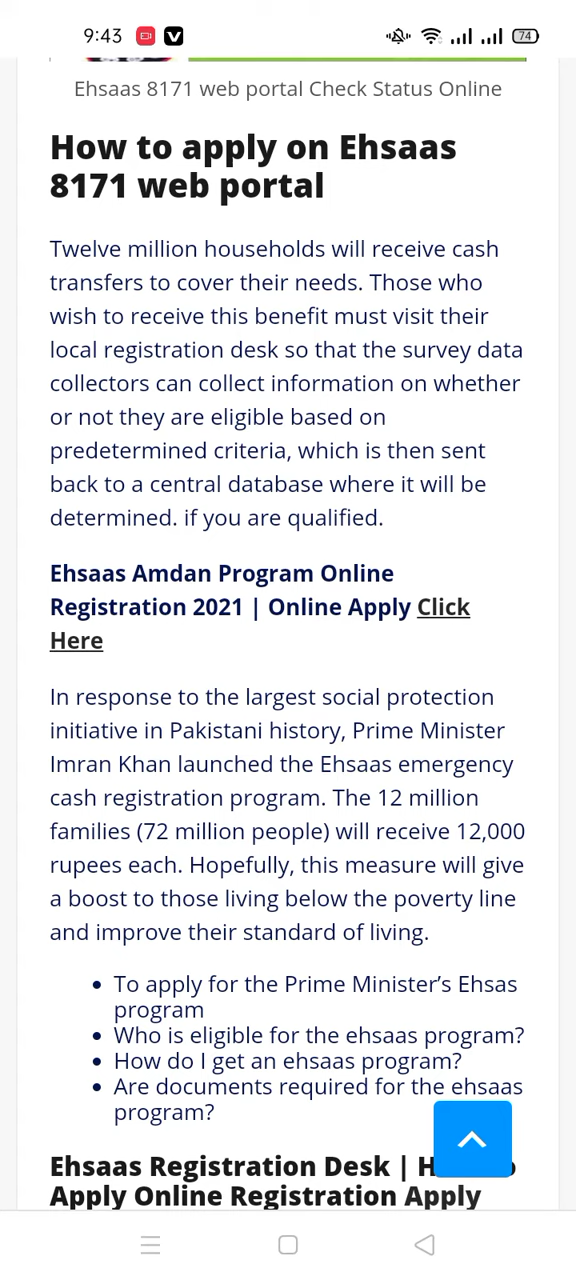 9:43
74
Ehsaas 8171 web portal Check Status Online
How to apply on Ehsaas
8171 web portal
Twelve million households will receive cash
transfers to cover their needs. Those who
wish to receive this benefit must visit their
local registration desk so that the survey data
collectors can collect information on whether
or not they are eligible based on
predetermined criteria, which is then sent
back to a central database where it will be
determined. if you are qualified.
Ehsaas Amdan Program Online
Registration 2021 | Online Apply Click
Here
In response to the largest social protection
initiative in Pakistani history, Prime Minister
Imran Khan launched the Ehsaas emergency
cash registration program. The 12 million
families (72 million people) will receive 12,000
rupees each. Hopefully, this measure will give
a boost to those living below the poverty line
and improve their standard of living.
• To apply for the Prime Minister’s Ehsas
program
• Who is eligible for the ehsaas program?
• How do I get an ehsaas program?
• Are documents required for the ehsaas
program?
Ehsaas Registration Desk |
Apply Online Registration Apply